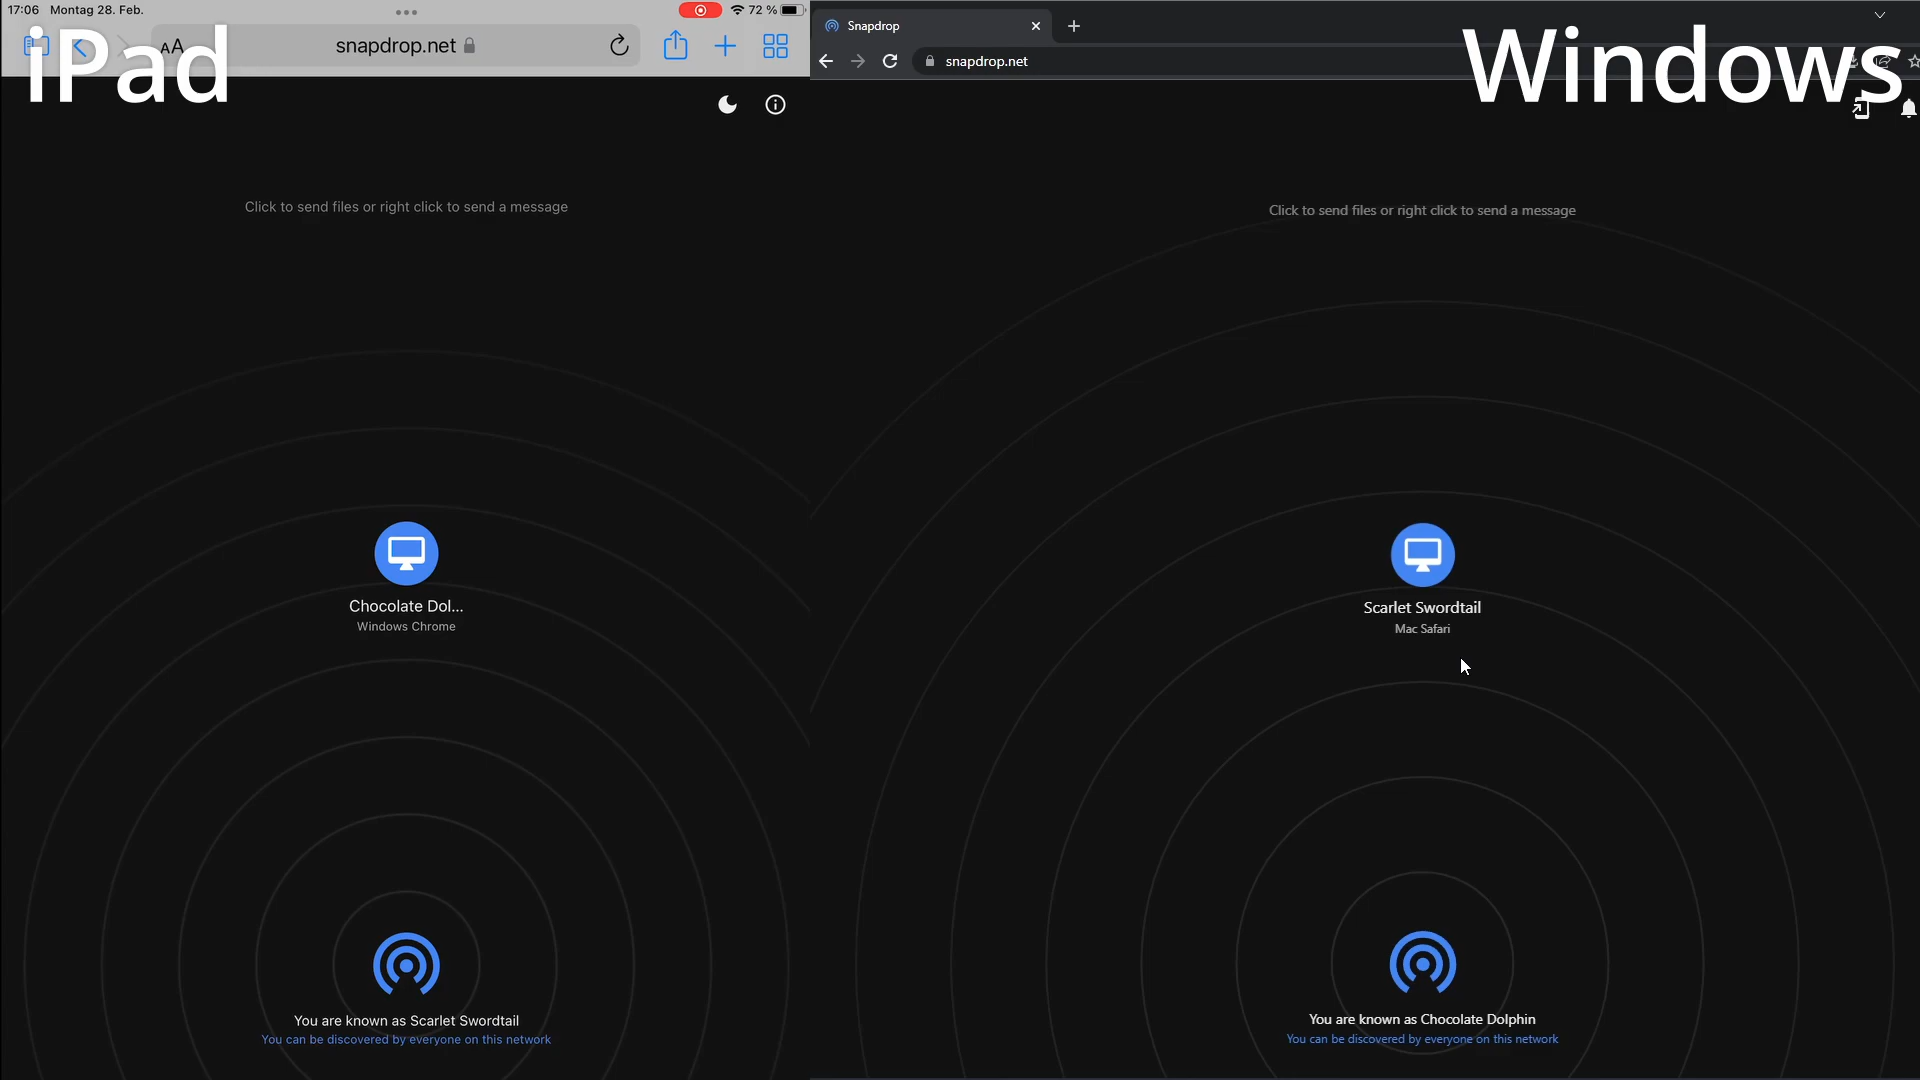 17:06 Montag 28. Feb.
72 %
iPad
AA
snapdrop.net
Click to send files or right click to send a message
Chocolate Dol...
Windows Chrome
You are known as Scarlet Swordtail
You can be discovered by everyone on this network
Snapdrop
snapdrop.net
Windows
Click to send files or right click to send a message
Scarlet Swordtail
Mac Safari
You are known as Chocolate Dolphin
You can be discovered by everyone on this network